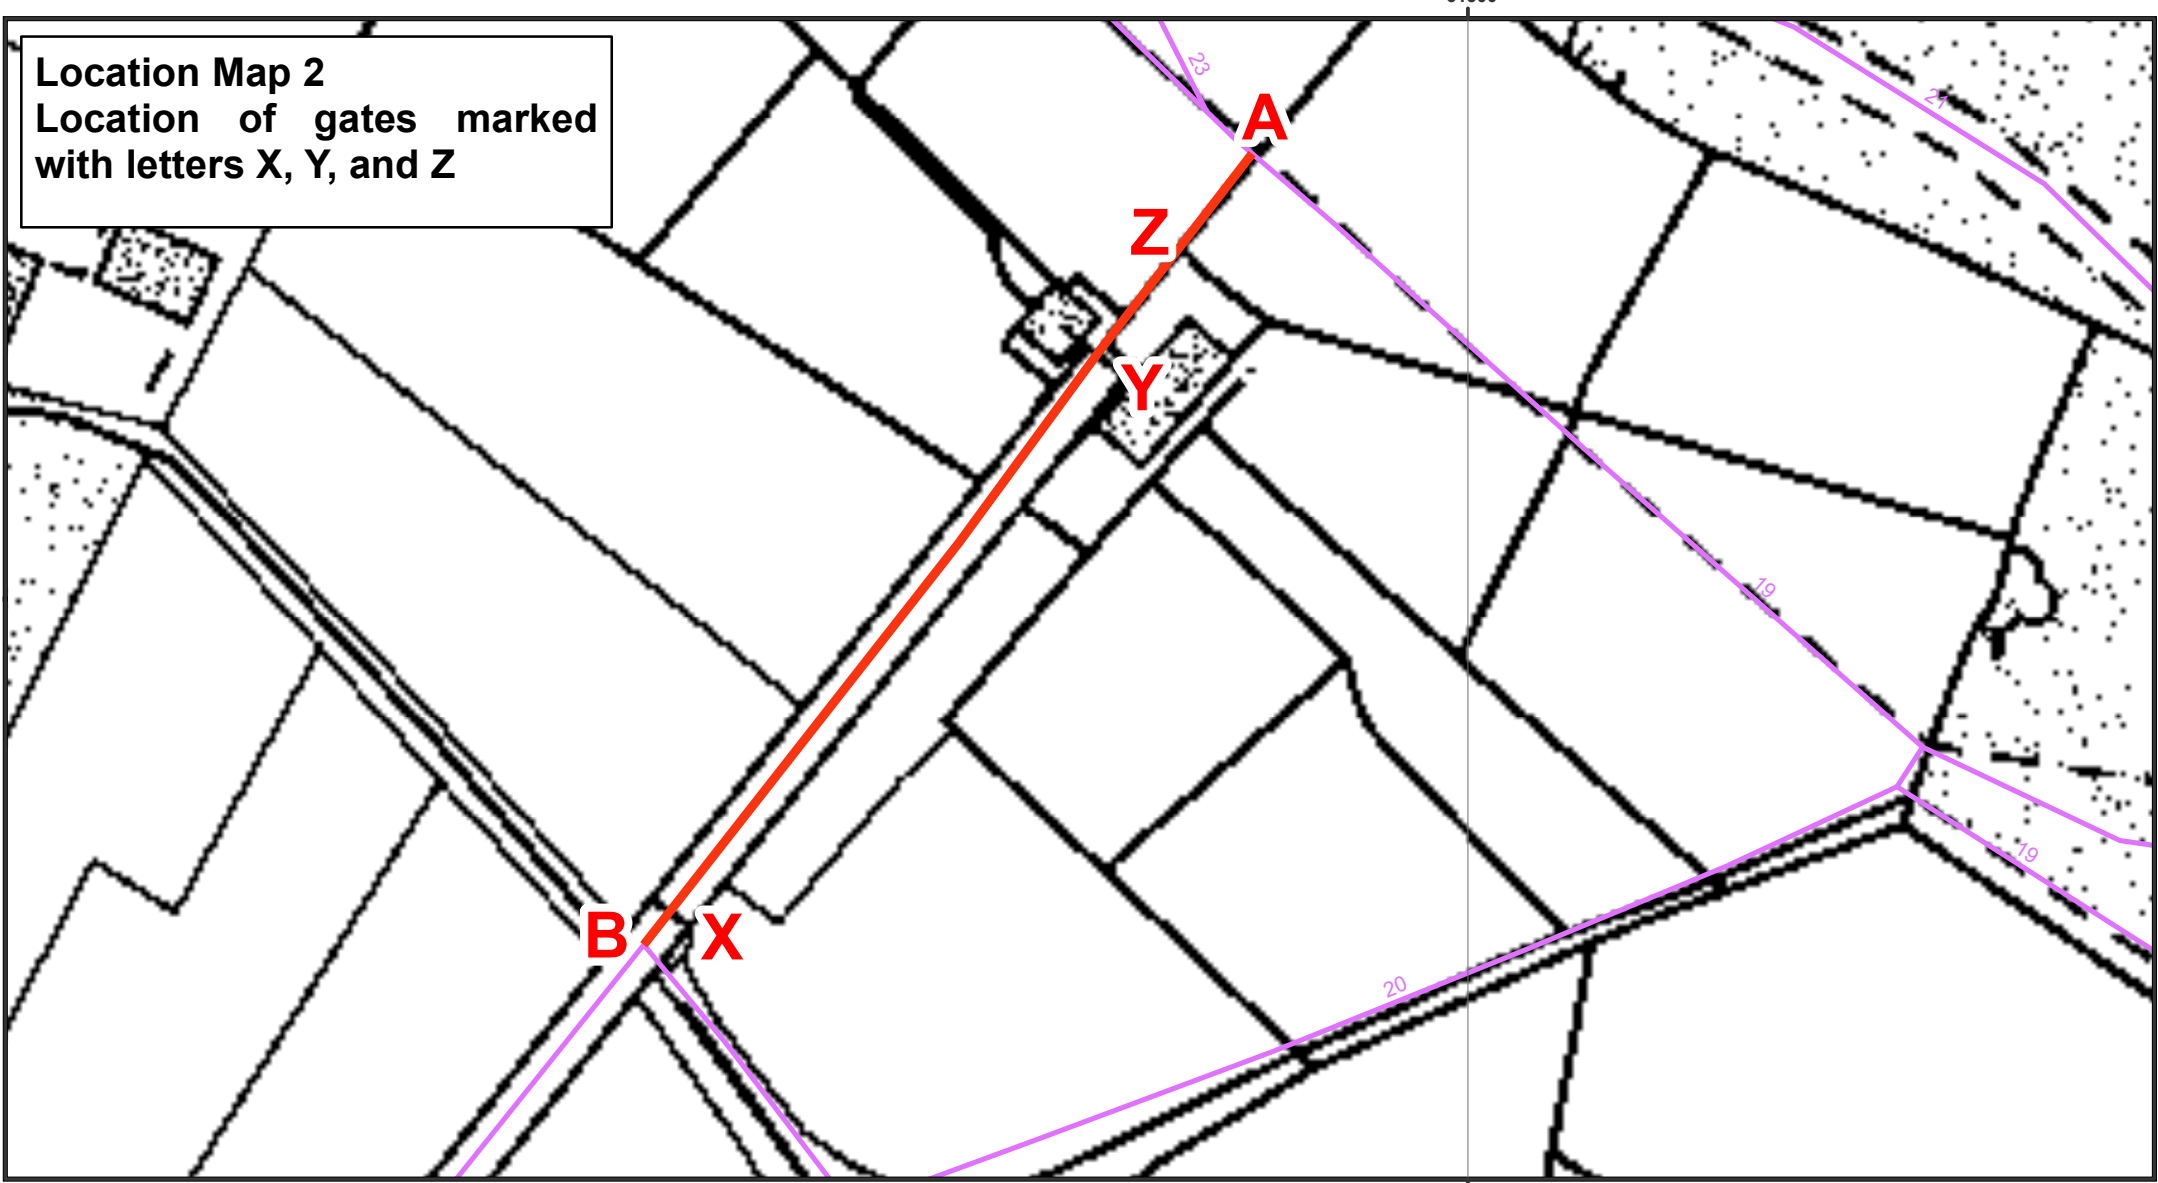 Location Map 2
Location of gates marked
with letters X, Y, and Z
23
A
21
Z
Y
19
B
X
19
20